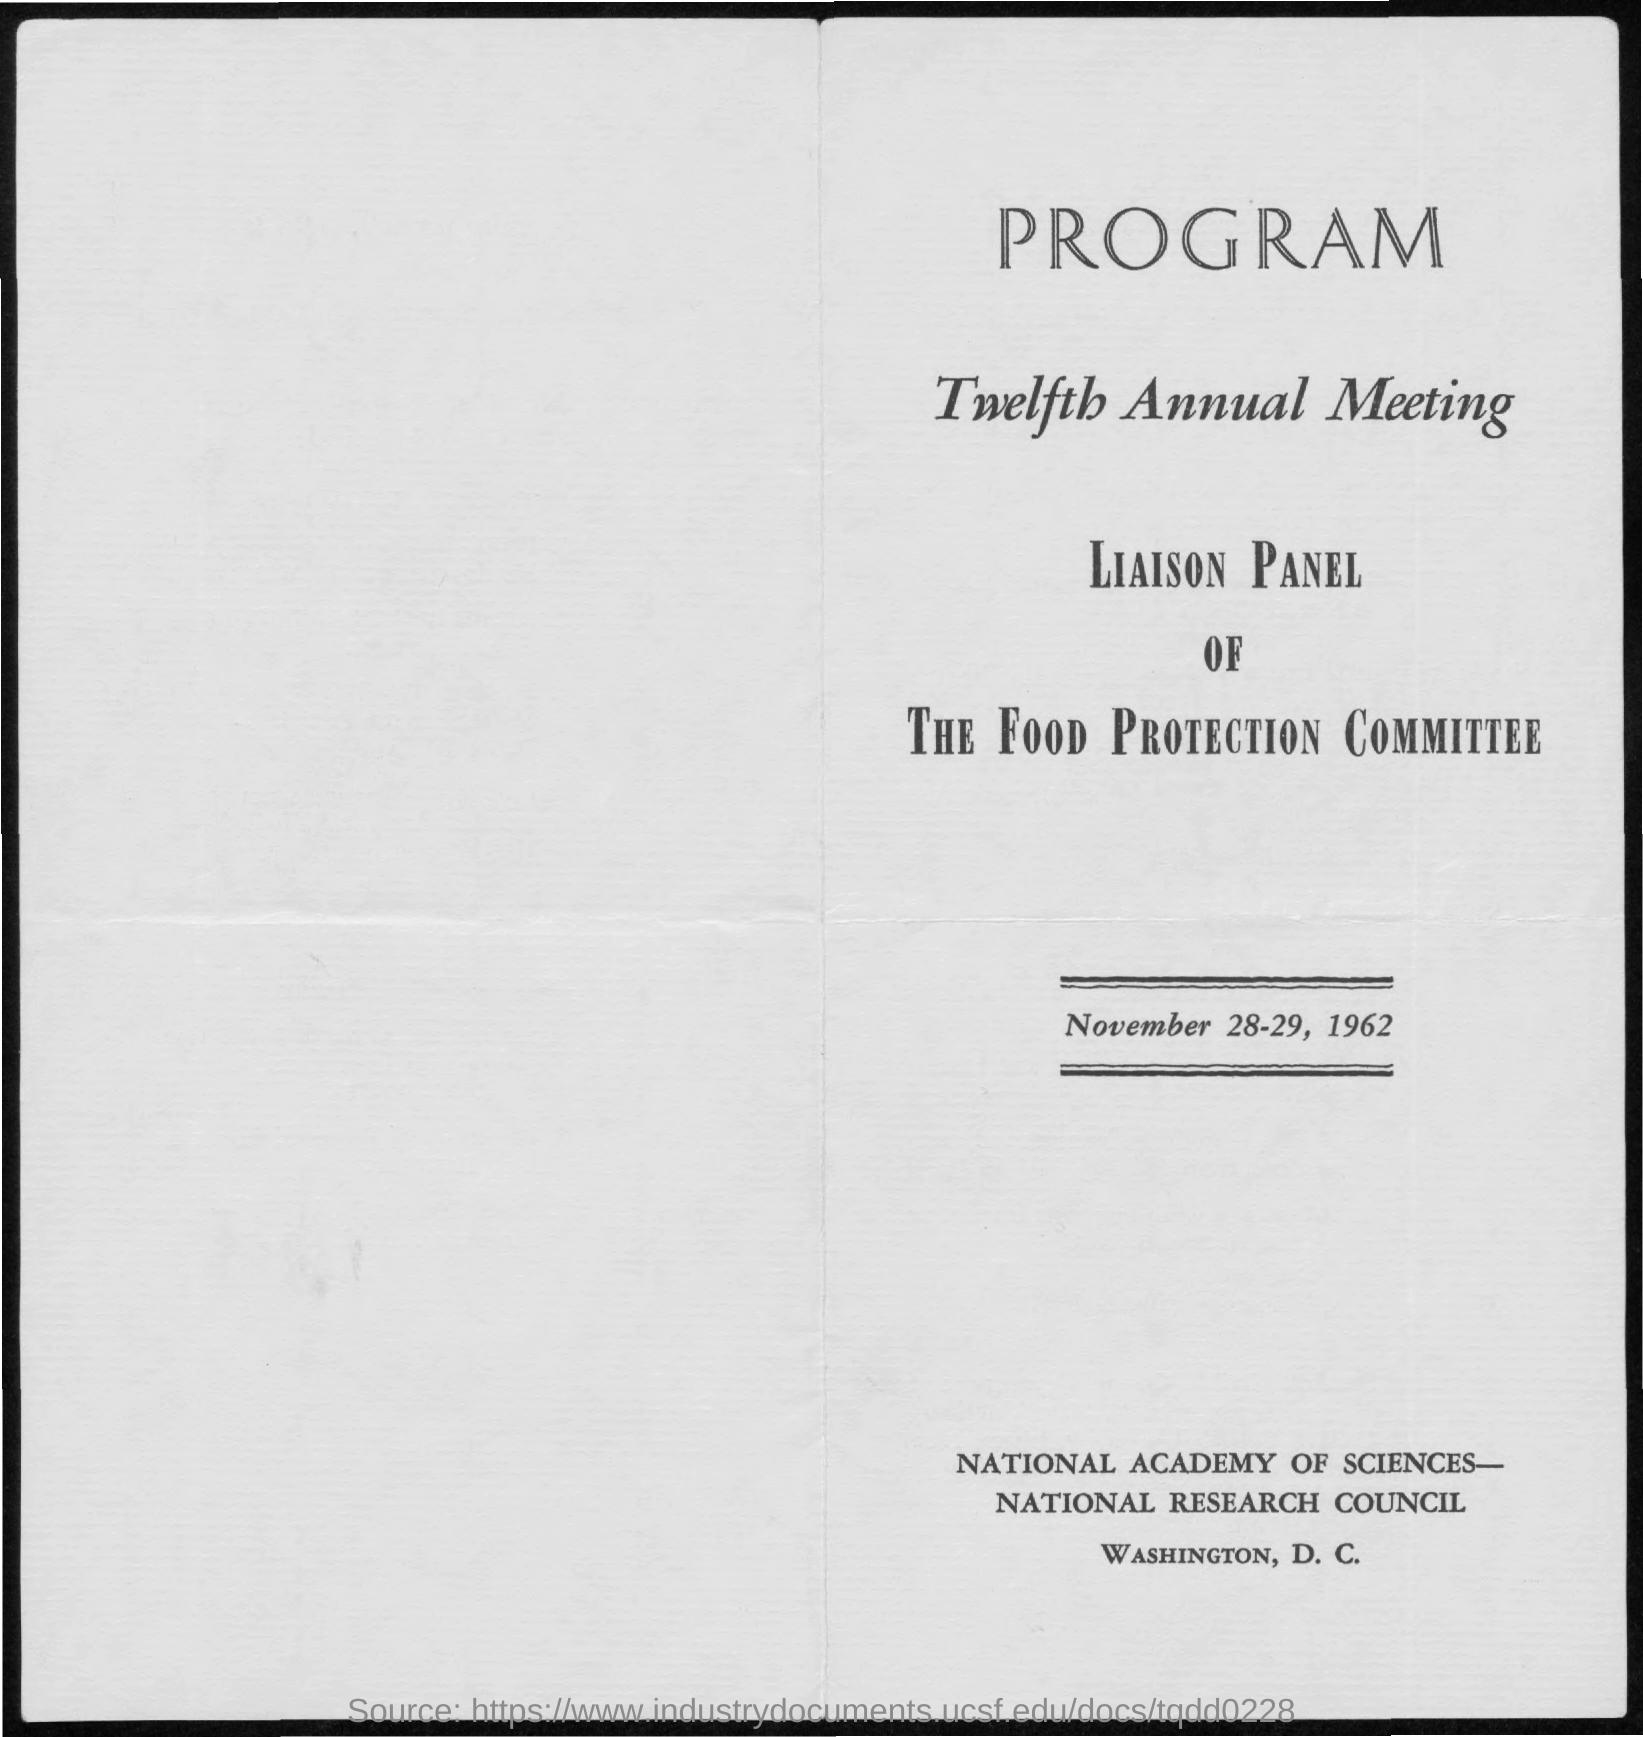 PROGRAM
Twelfth Annual Meeting
LIAISON PANEL
OF
THE FOOD PROTECTION COMMITTEE
November 28-29, 1962
NATIONAL ACADEMY OF SCIENCES—
NATIONAL RESEARCH COUNCIL
WASHINGTON, D. C.
Source: https://www.industrydocuments.ucsf.edu/docs/tqdd0228